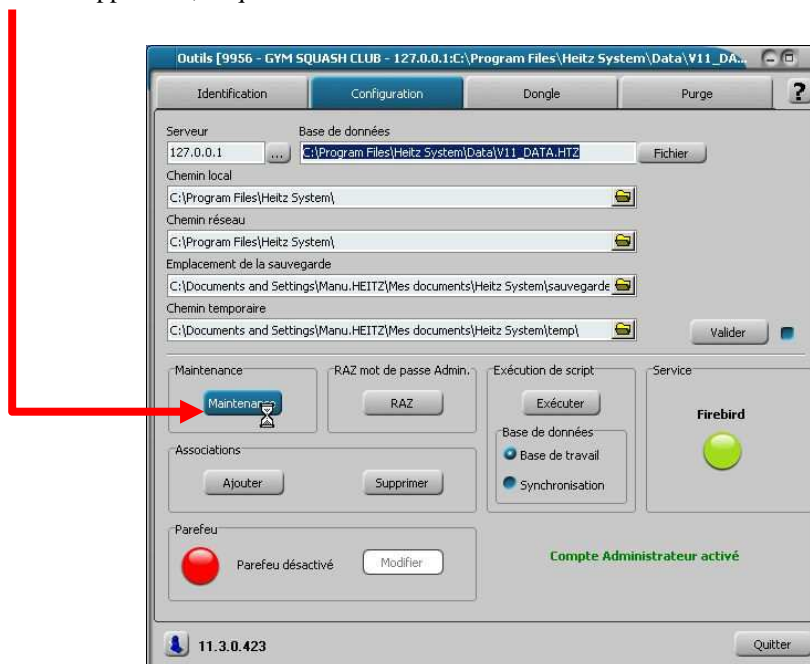 Outils [9956 - GYM SQUASH CLUB - 127.0.0.1:C:\Program Files\Heitz System\Data\V11_DA...
Identification Configuration Dongle Purge ?
Serveur Base de données
127.0.0.1 ... C:\Program Files\Heitz System\Data\V11_DATA.HTZ Fichier
Chemin local
C:\Program Files\Heitz System\
Chemin réseau
C:\Program Files\Heitz System\
Emplacement de la sauvegarde
C:\Documents and Settings\Manu.HEITZ\Mes documents\Heitz System\sauvegarde
Chemin temporaire
C:\Documents and Settings\Manu.HEITZ\Mes documents\Heitz System\temp\ Valider
Maintenance RAZ mot de passe Admin. Exécution de script Service
Maintenance RAZ Exécuter Firebird
Base de données
Associations Base de travail
Ajouter Supprimer Synchronisation
Parefeu
Parefeu désactivé Modifier Compte Administrateur activé
11.3.0.423 Quitter